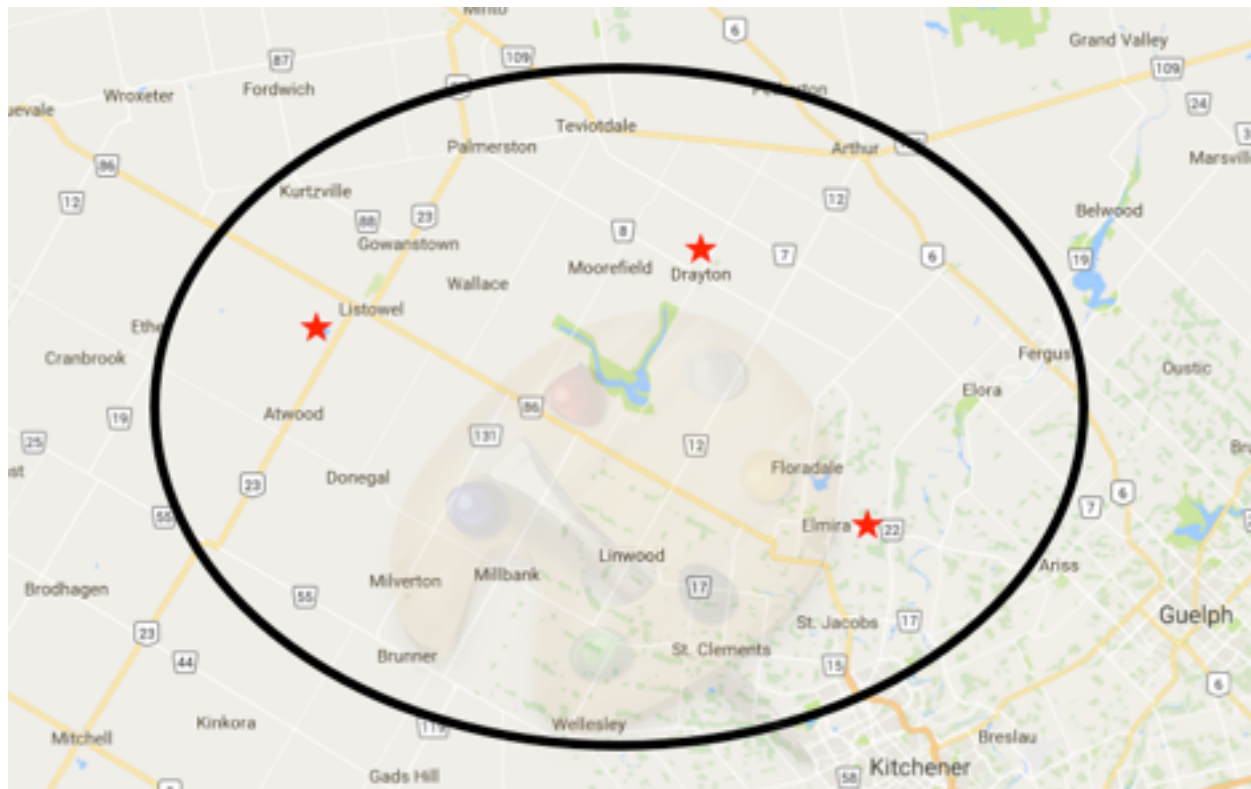 Minto
6
Grand Valley
109
87
109
Fordwich
Wroxeter
24
Teviotdale
Palmerston
Arthur
Marsville
86
12
Kurtzville
88
23
12
Belwood
Gowanstown
8
Moorefield
Drayton
7
6
19
Wallace
Listowel
Cranbrook
Fergus
Oustic
Elora
19
Atwood
86
131
12
25
Donegal
Floradale
23
6
7
55
Elmira
22
Linwood
Milverton
Millbank
17
Ariss
Brodhagen
55
Guelph
St. Jacobs
17
23
44
Brunner
St. Clements
15
6
Kinkora
119
Wellesley
Breslau
Mitchell
Gads Hill
58
Kitchener